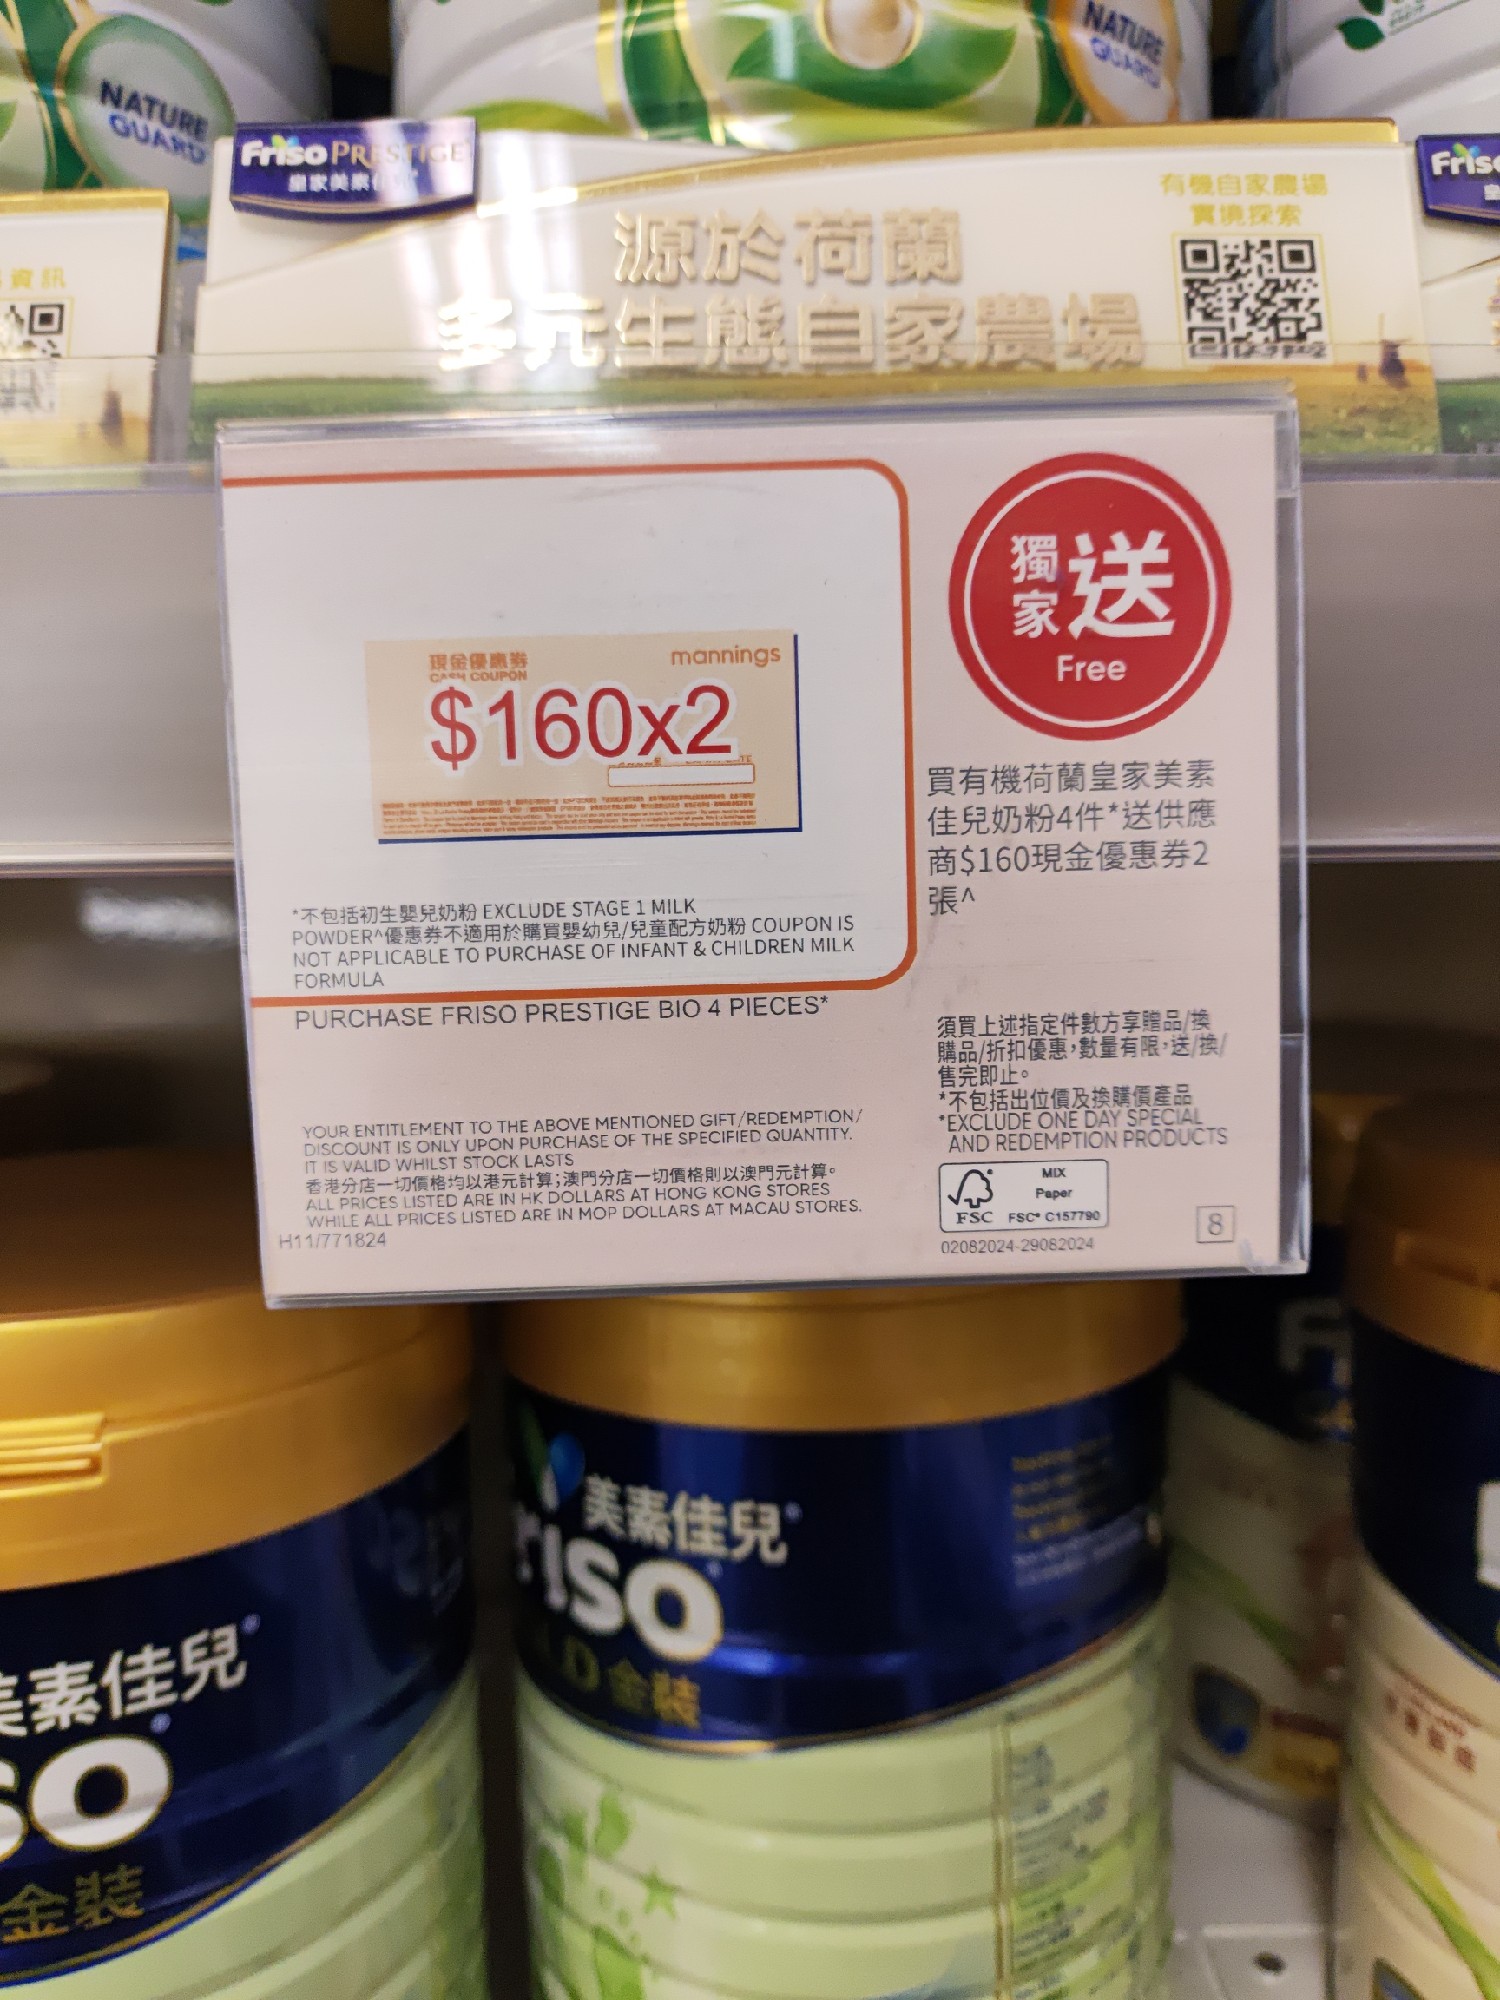 NATURE
GUARD
NATURE
GUARD
Friso PRESTIGE
皇家美素佳兒
源於荷蘭
多元生態自家農場
有機自家農場
實境探索
資訊
獨家送
Free
現金優惠券
CASH COUPON
mannings
$160x2
買有機荷蘭皇家美素
佳兒奶粉4件*送供應
商$160現金優惠券2
張^
*不包括初生嬰兒奶粉 EXCLUDE STAGE 1 MILK
POWDER^優惠券不適用於購買嬰幼兒/兒童配方奶粉 COUPON IS
NOT APPLICABLE TO PURCHASE OF INFANT & CHILDREN MILK
FORMULA
PURCHASE FRISO PRESTIGE BIO 4 PIECES*
須買上述指定件數方享贈品/換
購品/折扣優惠,數量有限,送/換/
售完即止。
*不包括出位價及換購價產品
*EXCLUDE ONE DAY SPECIAL
AND REDEMPTION PRODUCTS
YOUR ENTITLEMENT TO THE ABOVE MENTIONED GIFT/REDEMPTION/
DISCOUNT IS ONLY UPON PURCHASE OF THE SPECIFIED QUANTITY.
IT IS VALID WHILST STOCK LASTS
香港分店一切價格均以港元計算;澳門分店一切價格則以澳門元計算。
ALL PRICES LISTED ARE IN HK DOLLARS AT HONG KONG STORES
WHILE ALL PRICES LISTED ARE IN MOP DOLLARS AT MACAU STORES.
H11/771824
FSC
MIX
Paper
FSC® C157790
02082024-29082024
8
美素佳兒
riso
LD 金裝
美素佳兒
so
金裝